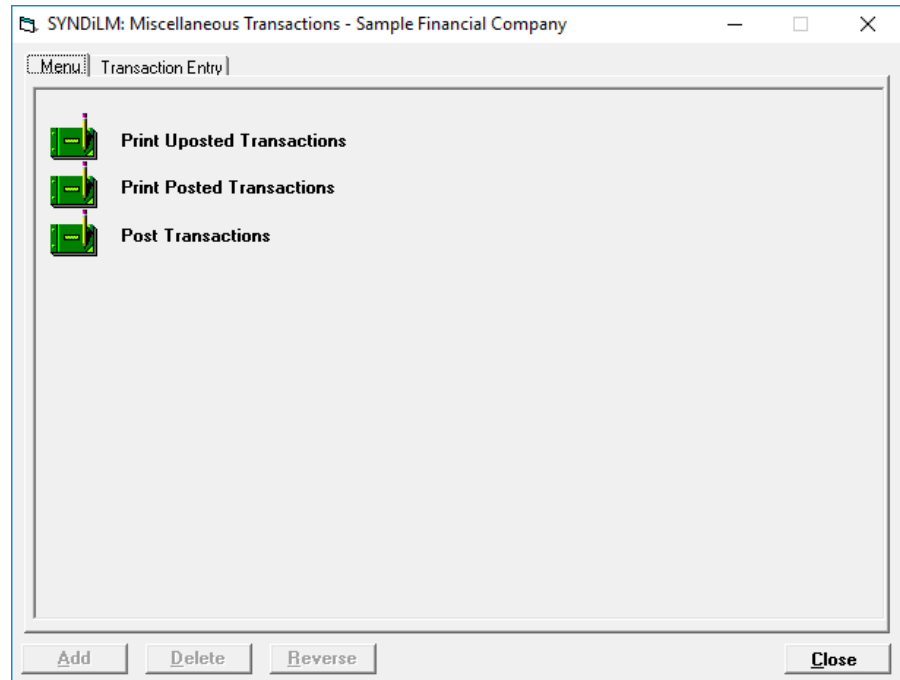 SYNDiLM: Miscellaneous Transactions - Sample Financial Company
Menu Transaction Entry
Print Uposted Transactions
Print Posted Transactions
Post Transactions
Add Delete Reverse Close